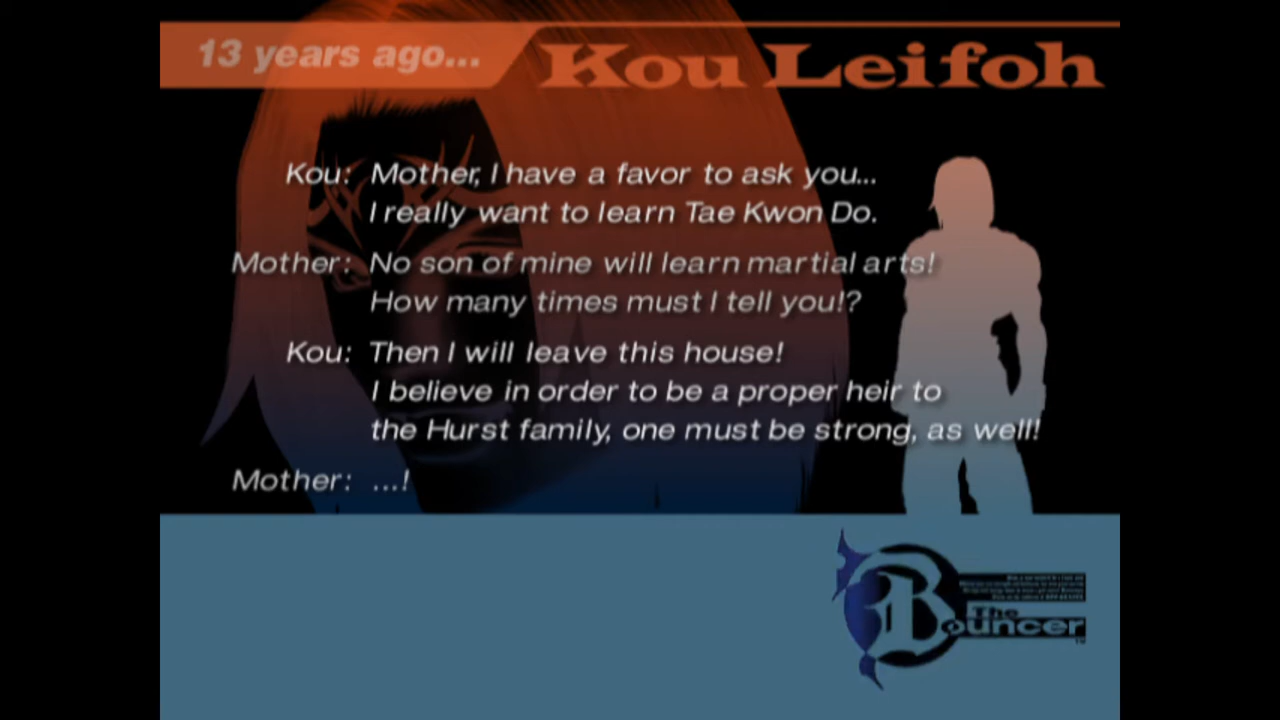 13 years ago...
Kou Leifoh
Kou: Mother, I have a favor to ask you...
I really want to learn Tae Kwon Do.
Mother: No son of mine will learn martial arts!
How many times must I tell you!?
Kou: Then I will leave this house!
I believe in order to be a proper heir to
the Hurst family, one must be strong, as well!
Mother: ...!
B
The
Bouncer
TM